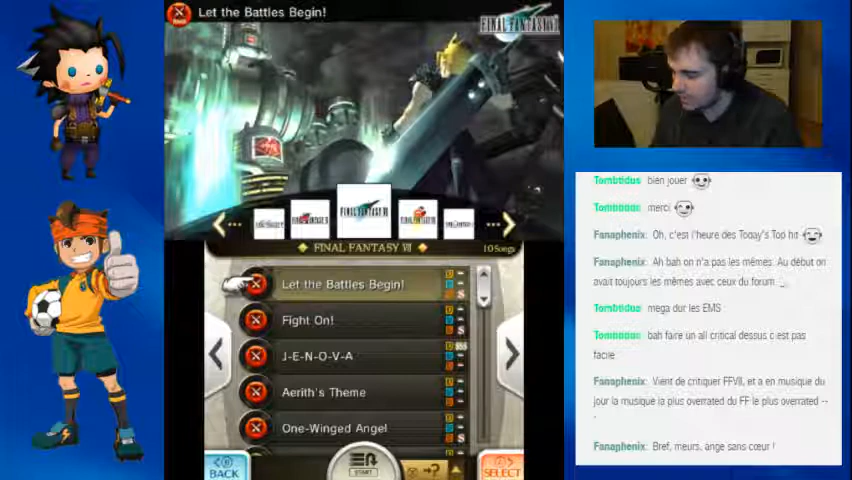 Let the Battles Begin!
FINAL FANTASY VII
FINAL FANTASY VII
10 Songs
Let the Battles Begin!
Fight On!
J-E-N-O-V-A
Aerith's Theme
One-Winged Angel
BACK
START
SELECT
Tombtidus: bien jouer
merci
Fanaphenix: Oh, c'est l'heure des Today's Top hit
Fanaphenix: Ah bah on n'a pas les mêmes. Au début on
avait toujours les mêmes avec ceux du forum. _
Tombtidus: mega dur les EMS
bah faire un all critical dessus c'est pas
facile
Fanaphenix: Vient de critiquer FFVII, et a en musique du
jour la musique la plus overrated du FF le plus overrated --
'
Fanaphenix: Bref, meurs, ange sans cœur !